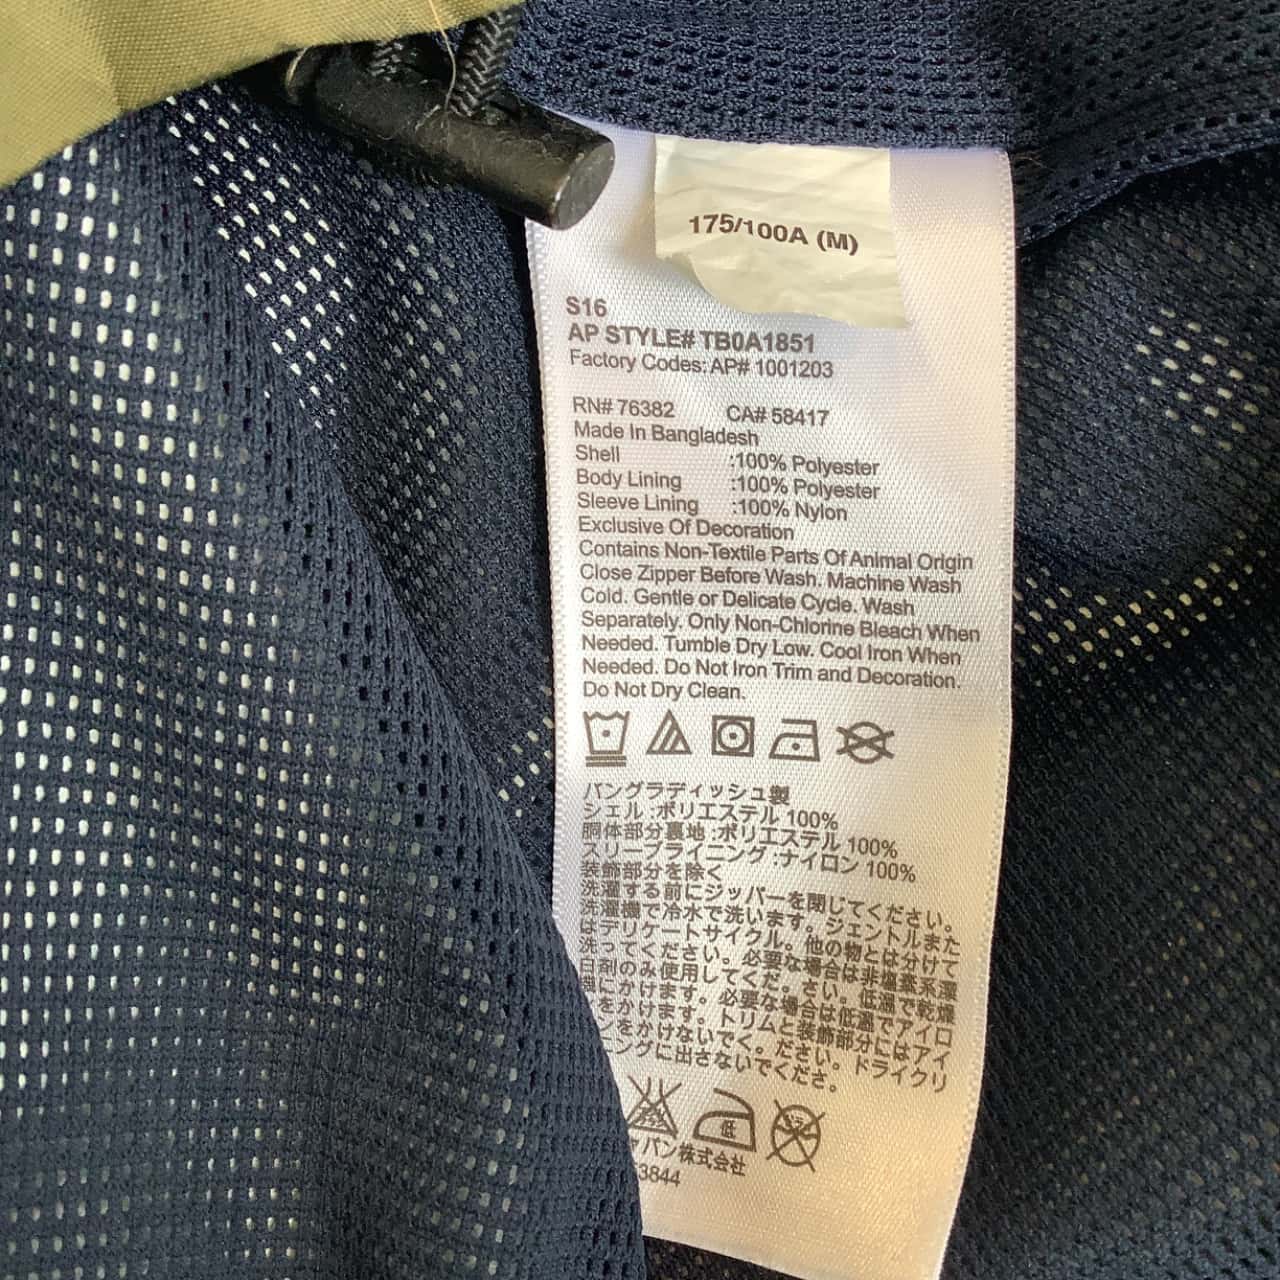 175/100A (M)
S16
AP STYLE# TB0A1851
Factory Codes: AP# 1001203
RN# 76382 CA# 58417
Made In Bangladesh
Shell :100% Polyester
Body Lining :100% Polyester
Sleeve Lining :100% Nylon
Exclusive Of Decoration
Contains Non-Textile Parts Of Animal Origin
Close Zipper Before Wash. Machine Wash
Cold. Gentle or Delicate Cycle. Wash
Separately. Only Non-Chlorine Bleach When
Needed. Tumble Dry Low. Cool Iron When
Needed. Do Not Iron Trim and Decoration.
Do Not Dry Clean.
バングラディッシュ製
シェル :ポリエステル 100%
胴体部分裏地 :ポリエステル 100%
スリーブライニング :ナイロン 100%
装飾部分を除く
洗濯する前にジッパーを閉じてください。
洗濯機で冷水で洗います。ジェントルまた
はデリケートサイクル。他の物とは分けて
洗ってください。必要な場合は非塩素系漂
白剤のみ使用してくだ。さい。低温で乾燥
機にかけます。必要な場合は低温でアイロ
ンをかけます。トリムと装飾部分にはアイ
ンをかけないでく。ださい。ドライクリ
ニングに出さないでくださ。
低
ャパン株式会社
3844